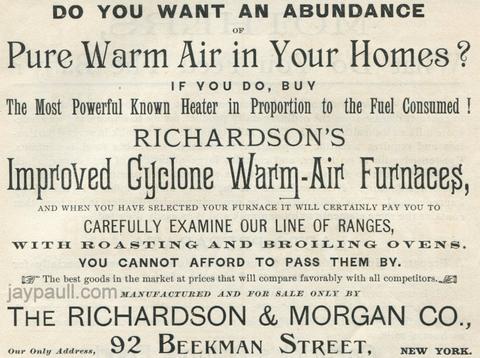 DO YOU WANT AN ABUNDANCE
OF
Pure Warm Air in Your Homes?
IF YOU DO, BUY
The Most Powerful Known Heater in Proportion to the Fuel Consumed!
RICHARDSON'S
Improved Cyclone Warm-Air Furnaces,
AND WHEN YOU HAVE SELECTED YOUR FURNACE IT WILL CERTAINLY PAY YOU TO
CAREFULLY EXAMINE OUR LINE OF RANGES,
WITH ROASTING AND BROILING OVENS.
YOU CANNOT AFFORD TO PASS THEM BY.
The best goods in the market at prices that will compare favorably with all competitors.
jaypaull.com
MANUFACTURED AND FOR SALE ONLY BY
THE RICHARDSON & MORGAN CO.,
Our Only Address, 92 BEEKMAN STREET, NEW YORK.